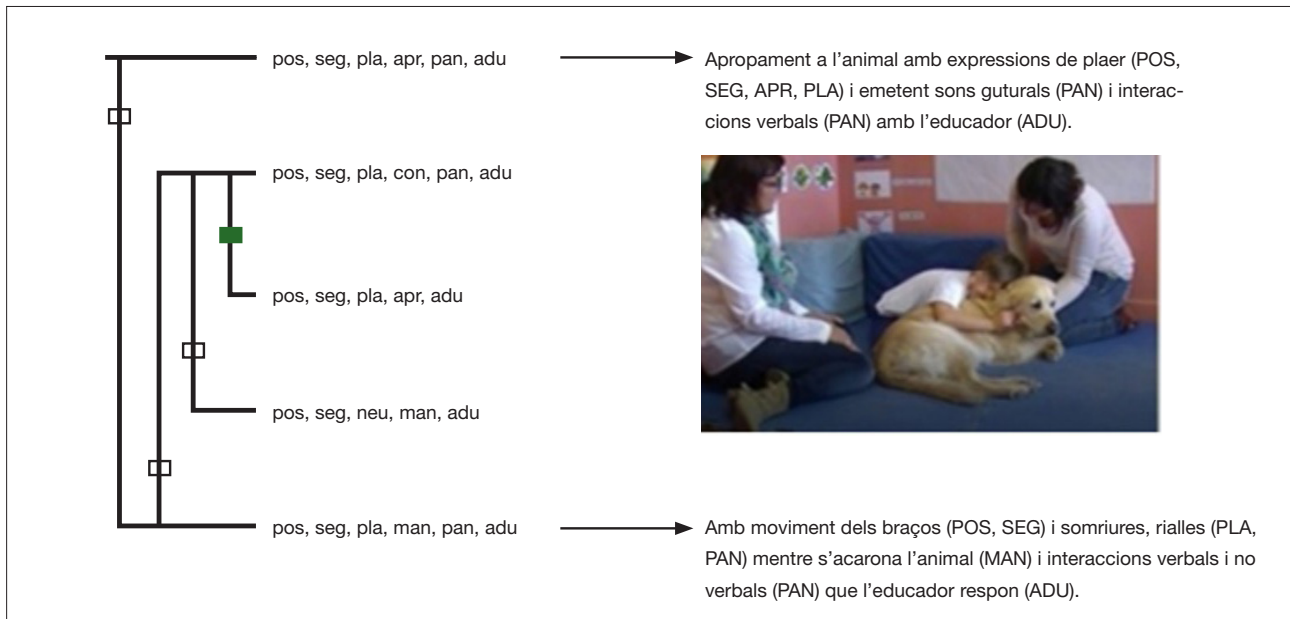 pos, seg, pla, apr, pan, adu
Apropament a l’animal amb expressions de plaer (POS,
SEG, APR, PLA) i emetent sons guturals (PAN) i interac-
cions verbals (PAN) amb l’educador (ADU).
pos, seg, pla, con, pan, adu
pos, seg, pla, apr, adu
pos, seg, neu, man, adu
pos, seg, pla, man, pan, adu
Amb moviment dels braços (POS, SEG) i somriures, rialles (PLA,
PAN) mentre s’acarona l’animal (MAN) i interaccions verbals i no
verbals (PAN) que l’educador respon (ADU).